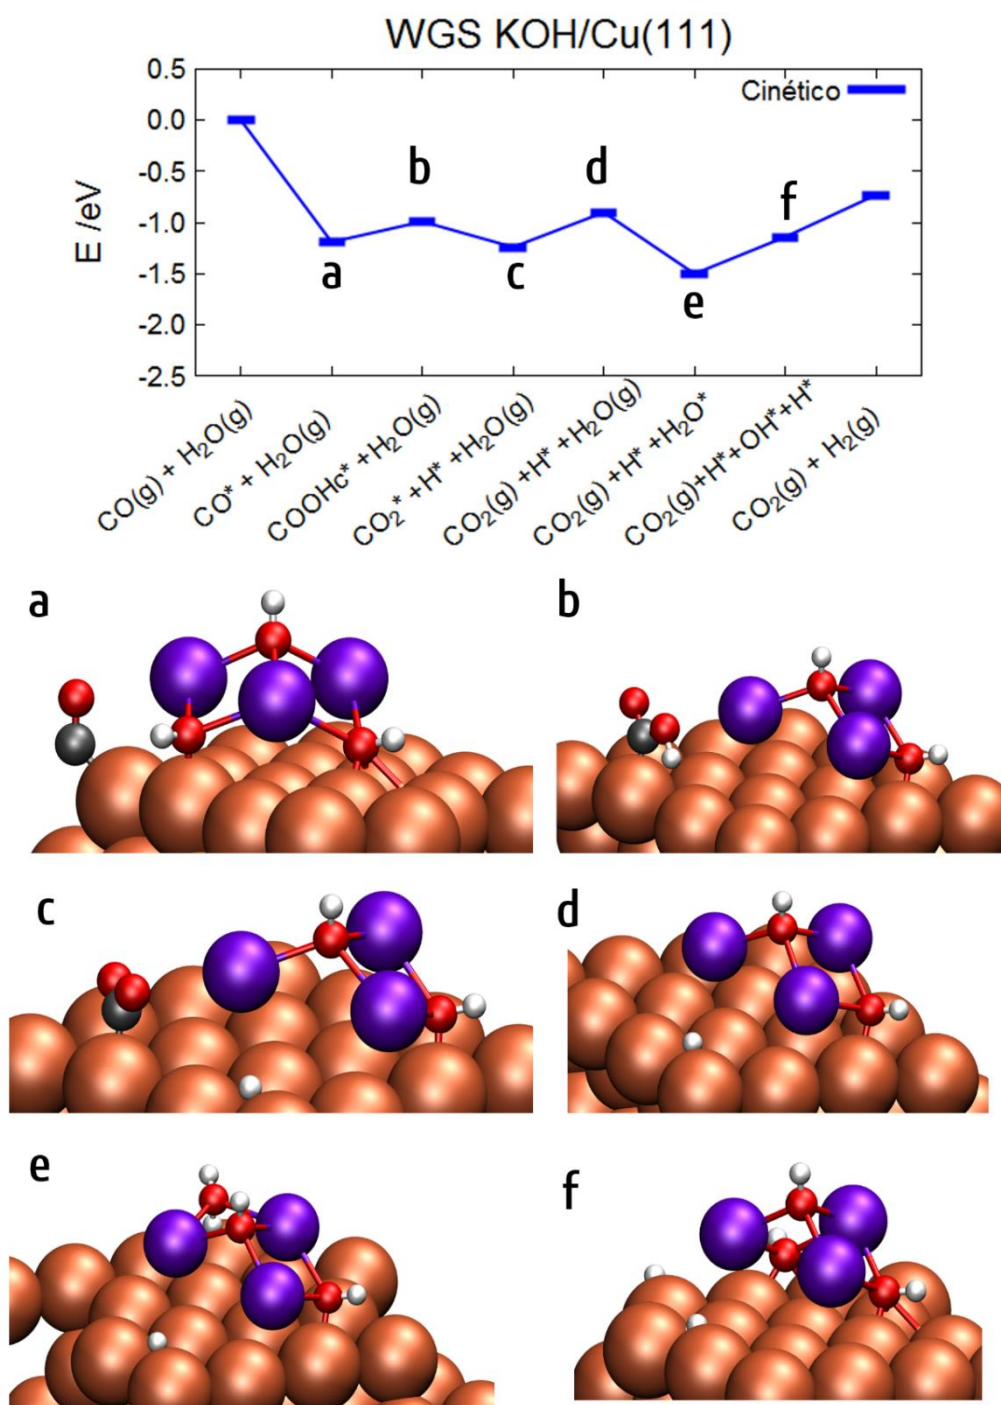 WGS KOH/Cu(111)
0.5
0.0
-0.5
-1.0
-1.5
-2.0
-2.5
E /eV
Cinético
a
b
c
d
e
f
CO(g) + H₂O(g)
CO* + H₂O(g)
COOHc* +H₂O(g)
CO₂* +H* +H₂O(g)
CO₂(g) +H* +H₂O(g)
CO₂(g) +H* +H₂O*
CO₂(g)+H*+OH*+H*
CO₂(g) + H₂(g)
a
b
c
d
e
f